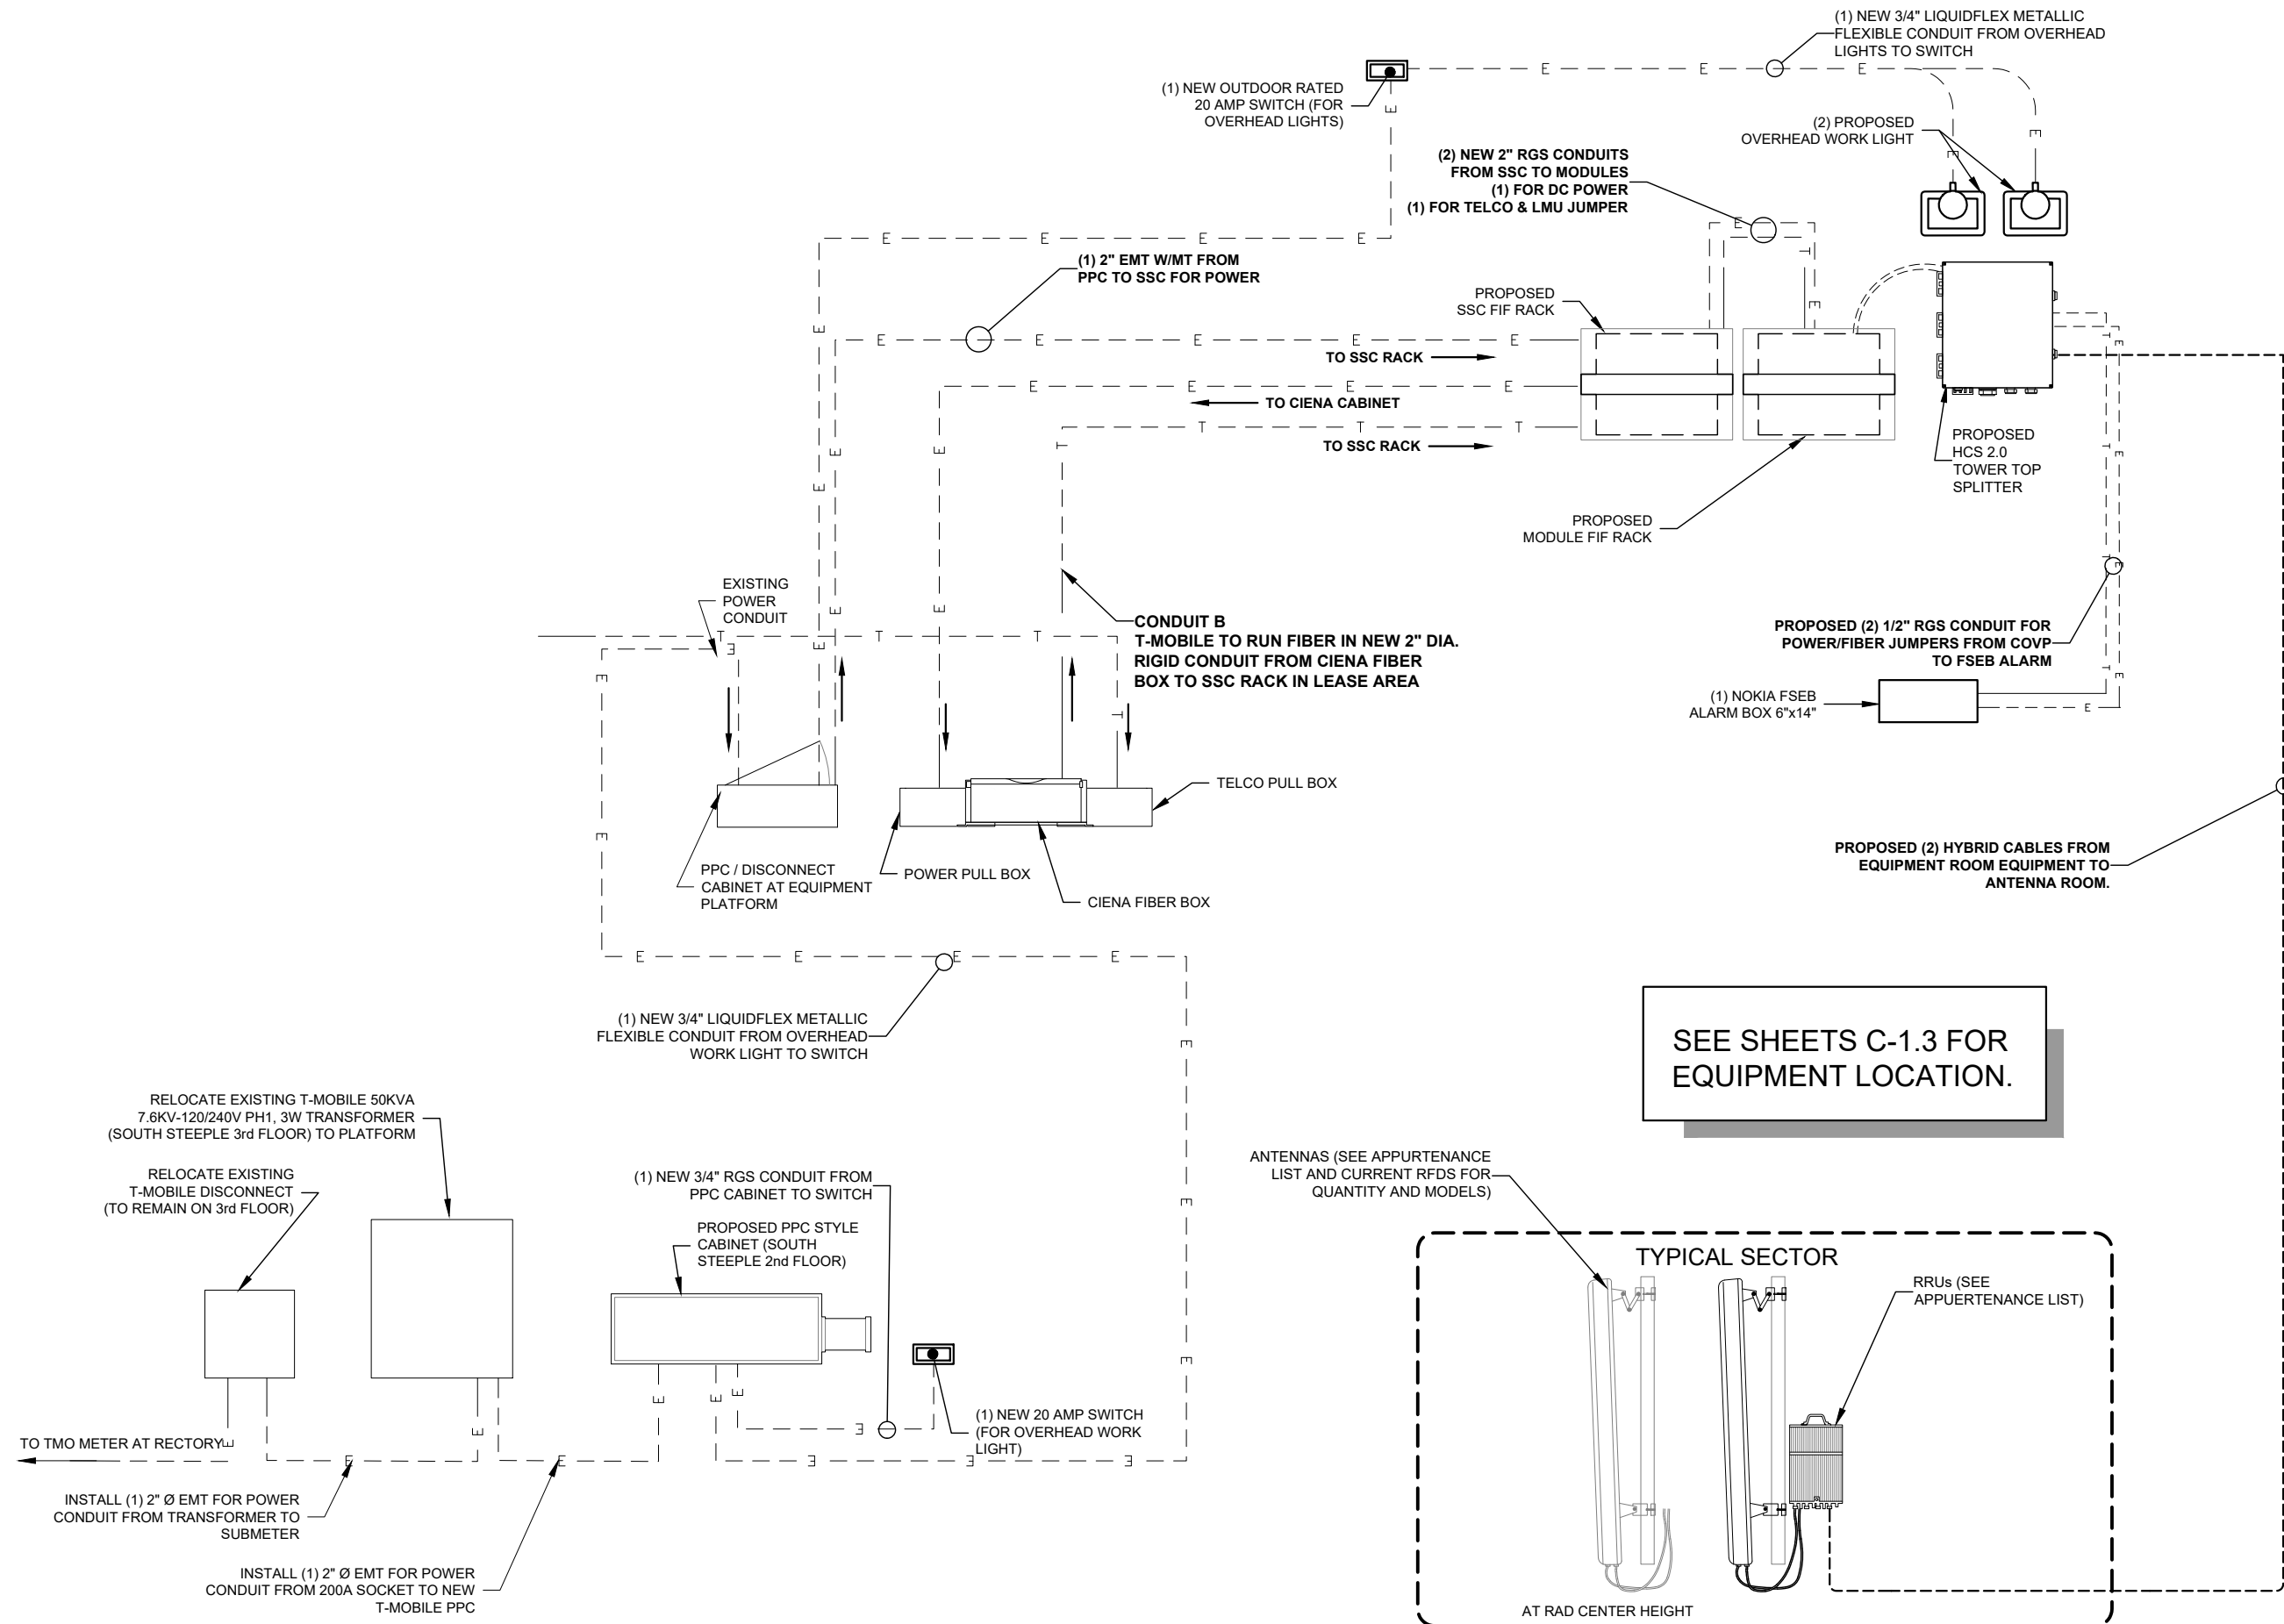 (1) NEW 3/4" LIQUIDFLEX METALLIC
FLEXIBLE CONDUIT FROM OVERHEAD
LIGHTS TO SWITCH
(1) NEW OUTDOOR RATED
20 AMP SWITCH (FOR
OVERHEAD LIGHTS)
(2) PROPOSED
OVERHEAD WORK LIGHT
(2) NEW 2" RGS CONDUITS
FROM SSC TO MODULES
(1) FOR DC POWER
(1) FOR TELCO & LMU JUMPER
(1) 2" EMT W/MT FROM
PPC TO SSC FOR POWER
PROPOSED
SSC FIF RACK
TO SSC RACK
TO CIENA CABINET
TO SSC RACK
PROPOSED
HCS 2.0
TOWER TOP
SPLITTER
PROPOSED
MODULE FIF RACK
EXISTING
POWER
CONDUIT
CONDUIT B
T-MOBILE TO RUN FIBER IN NEW 2" DIA.
RIGID CONDUIT FROM CIENA FIBER
BOX TO SSC RACK IN LEASE AREA
PROPOSED (2) 1/2" RGS CONDUIT FOR
POWER/FIBER JUMPERS FROM COVP
TO FSEB ALARM
(1) NOKIA FSEB
ALARM BOX 6"x14"
TELCO PULL BOX
PPC / DISCONNECT
CABINET AT EQUIPMENT
PLATFORM
POWER PULL BOX
CIENA FIBER BOX
PROPOSED (2) HYBRID CABLES FROM
EQUIPMENT ROOM EQUIPMENT TO
ANTENNA ROOM.
(1) NEW 3/4" LIQUIDFLEX METALLIC
FLEXIBLE CONDUIT FROM OVERHEAD
WORK LIGHT TO SWITCH
SEE SHEETS C-1.3 FOR
EQUIPMENT LOCATION.
RELOCATE EXISTING T-MOBILE 50KVA
7.6KV-120/240V PH1, 3W TRANSFORMER
(SOUTH STEEPLE 3rd FLOOR) TO PLATFORM
RELOCATE EXISTING
T-MOBILE DISCONNECT
(TO REMAIN ON 3rd FLOOR)
(1) NEW 3/4" RGS CONDUIT FROM
PPC CABINET TO SWITCH
PROPOSED PPC STYLE
CABINET (SOUTH
STEEPLE 2nd FLOOR)
ANTENNAS (SEE APPURTENANCE
LIST AND CURRENT RFDS FOR
QUANTITY AND MODELS)
TYPICAL SECTOR
RRUs (SEE
APPUERTENANCE LIST)
(1) NEW 20 AMP SWITCH
(FOR OVERHEAD WORK
LIGHT)
TO TMO METER AT RECTORY
INSTALL (1) 2" Ø EMT FOR POWER
CONDUIT FROM TRANSFORMER TO
SUBMETER
INSTALL (1) 2" Ø EMT FOR POWER
CONDUIT FROM 200A SOCKET TO NEW
T-MOBILE PPC
AT RAD CENTER HEIGHT